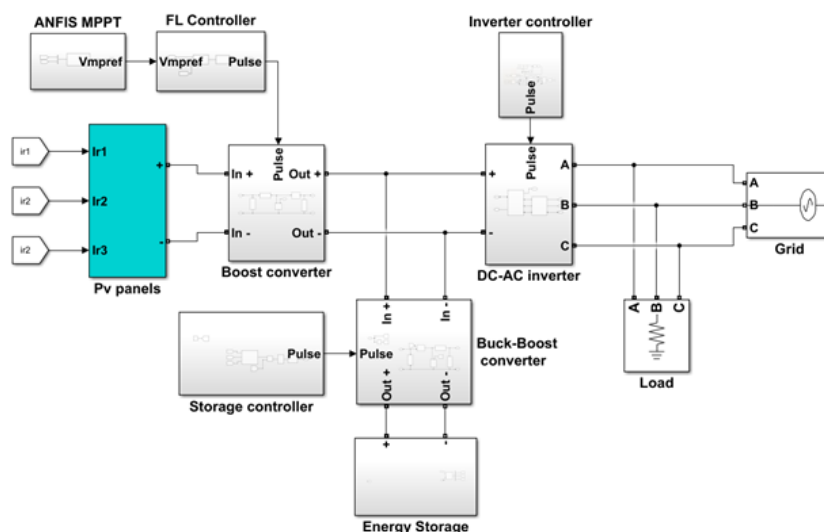 ANFIS MPPT
FL Controller
Inverter controller
Vmpref
Vmpref
Pulse
Pulse
ir1
ir2
ir2
Ir1
Ir2
Ir3
+
-
Pv panels
In +
In -
Pulse
Out +
Out -
Boost converter
Pulse
+
-
A
B
C
DC-AC inverter
A
B
C
Grid
A
B
C
Load
Pulse
Storage controller
In +
In -
Pulse
Out +
Out -
Buck-Boost
converter
+
-
Energy Storage